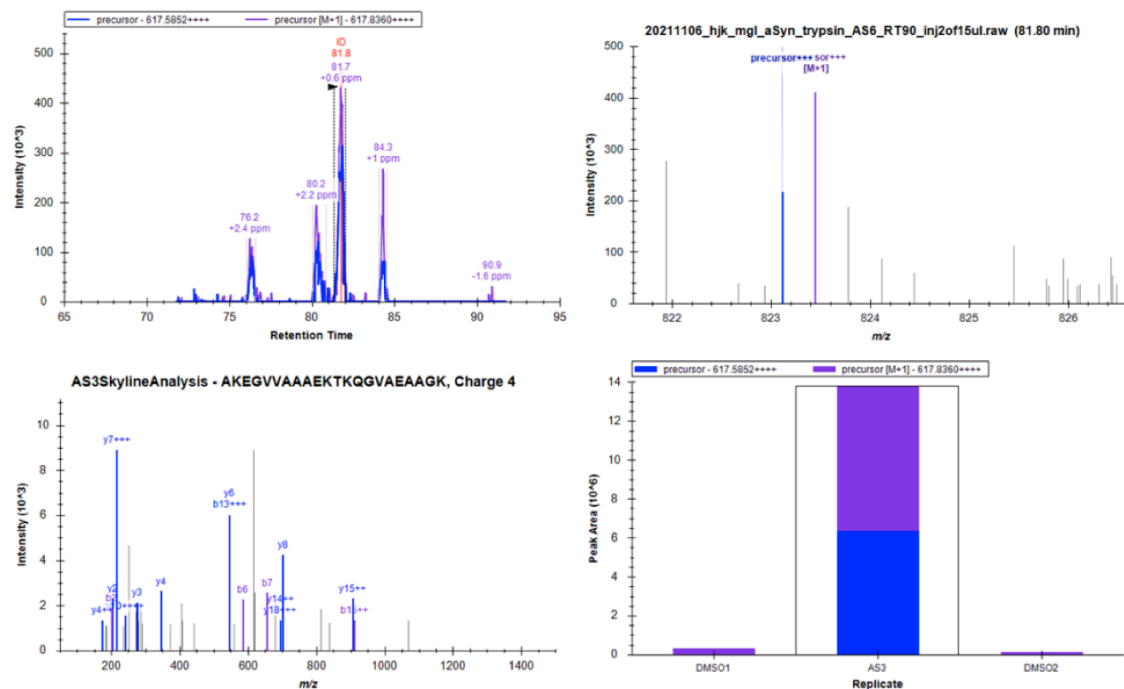 precursor - 617.5852++++ precursor [M+1] - 617.8360++++
Intensity (10^3)
500
400
300
200
100
0
ID
81.8
81.7
+0.6 ppm
84.3
+1 ppm
80.2
+2.2 ppm
76.2
+2.4 ppm
90.9
-1.6 ppm
65 70 75 80 85 90 95
Retention Time
20211106_hjk_mgl_aSyn_trypsin_AS6_RT90_inj2of15ul.raw (81.80 min)
Intensity (10^3)
500
400
300
200
100
0
precursor+++ sor+++
[M+1]
822 823 824 825 826
m/z
AS3SkylineAnalysis - AKEGVVAAAEKTKQGVAEAAGK, Charge 4
Intensity (10^3)
10
8
6
4
2
0
y7+++
y6
b13+++
y8
y4
y2
y3
b6
b7
y15++
y4++
y14++
y18+++
200 400 600 800 1000 1200 1400
m/z
precursor - 617.5852++++ precursor [M+1] - 617.8360++++
Peak Area (10^6)
14
12
10
8
6
4
2
0
DMSO1 AS3 DMSO2
Replicate